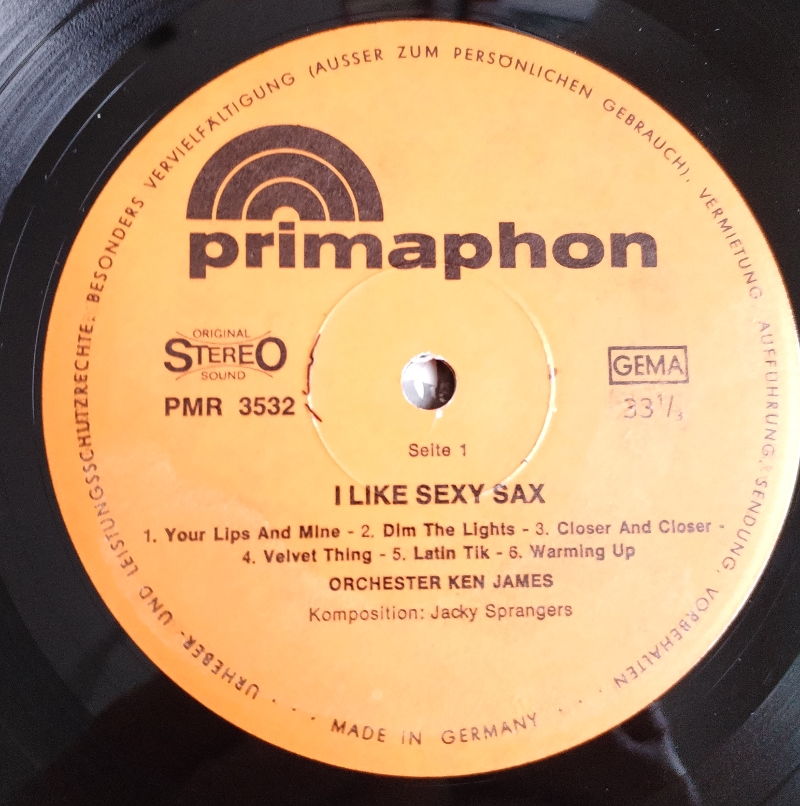 URHEBER- UND LEISTUNGSSCHUTZRECHTE, BESONDERS VERVIELFÄLTIGUNG (AUSSER ZUM PERSÖNLICHEN GEBRAUCH), VERMIETUNG AUFFÜHRUNG, SENDUNG, VORBEHALTEN
primaphon
ORIGINAL
STEREO
SOUND
PMR 3532
GEMA
33 1/3
Seite 1
I LIKE SEXY SAX
1. Your Lips And Mine - 2. Dim The Lights - 3. Closer And Closer -
4. Velvet Thing - 5. Latin Tik - 6. Warming Up
ORCHESTER KEN JAMES
Komposition: Jacky Sprangers
. . . MADE IN GERMANY . . .